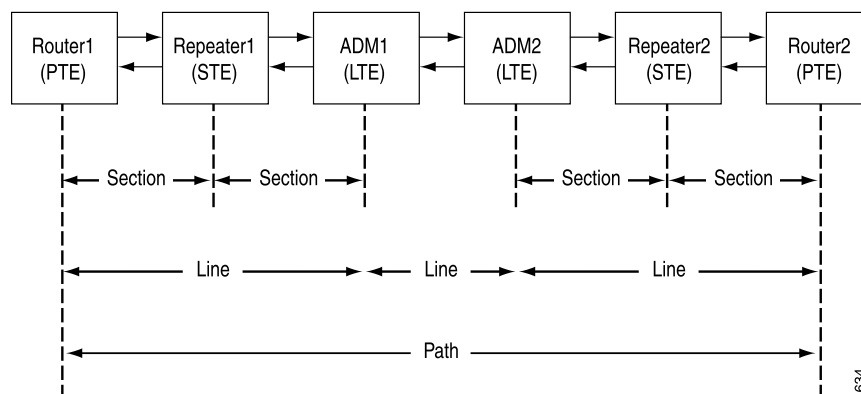 Router1
(PTE)
Repeater1
(STE)
ADM1
(LTE)
ADM2
(LTE)
Repeater2
(STE)
Router2
(PTE)
Section
Section
Section
Section
Line
Line
Line
Path
634